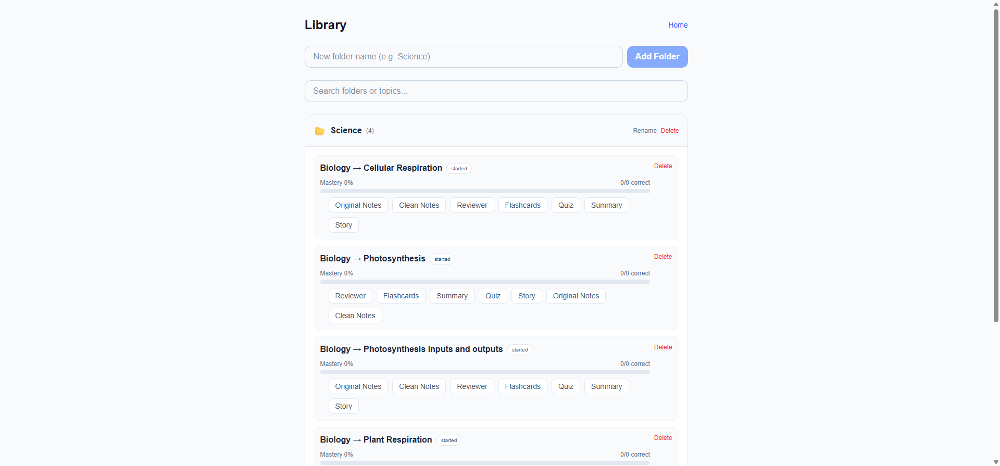 Library
Home
New folder name (e.g. Science)
Add Folder
Search folders or topics...
Science (4)
Rename Delete
Biology → Cellular Respiration started
Delete
Mastery 0%
0/0 correct
Original Notes Clean Notes Reviewer Flashcards Quiz Summary
Story
Biology → Photosynthesis started
Delete
Mastery 0%
0/0 correct
Reviewer Flashcards Summary Quiz Story Original Notes
Clean Notes
Biology → Photosynthesis inputs and outputs started
Delete
Mastery 0%
0/0 correct
Original Notes Clean Notes Reviewer Flashcards Quiz Summary
Story
Biology → Plant Respiration started
Delete
Mastery 0%
0/0 correct